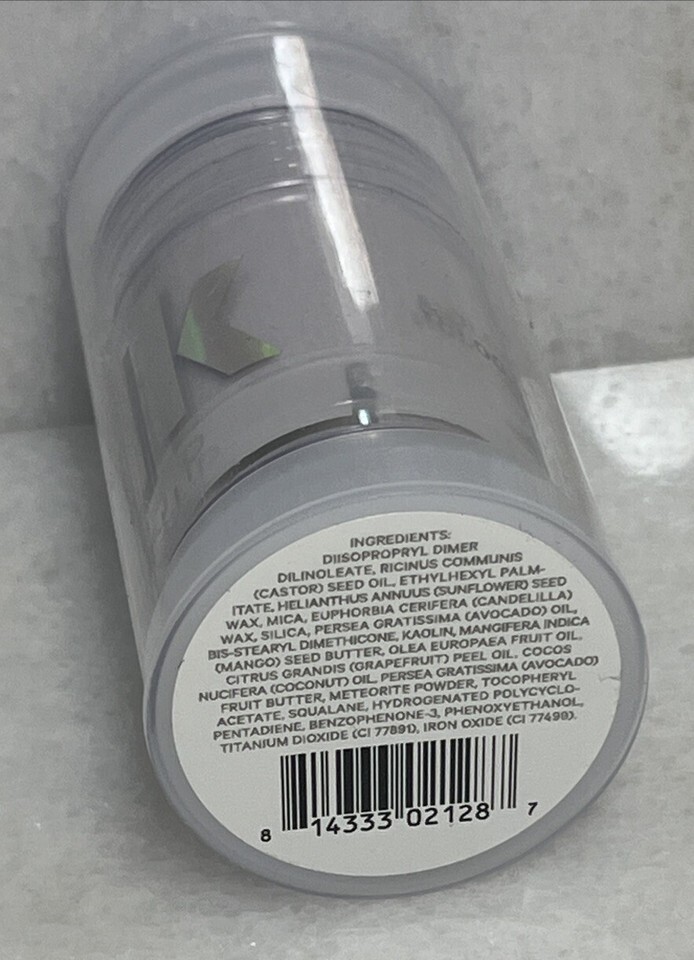 INGREDIENTS:
DIISOPROPRYL DIMER
DILINOLEATE, RICINUS COMMUNIS
(CASTOR) SEED OIL, ETHYLHEXYL PALM-
ITATE, HELIANTHUS ANNUUS (SUNFLOWER) SEED
WAX, MICA, EUPHORBIA CERIFERA (CANDELILLA)
WAX, SILICA, PERSEA GRATISSIMA (AVOCADO) OIL,
BIS-STEARYL DIMETHICONE, KAOLIN, MANGIFERA INDICA
(MANGO) SEED BUTTER, OLEA EUROPAEA FRUIT OIL,
CITRUS GRANDIS (GRAPEFRUIT) PEEL OIL, COCOS
NUCIFERA (COCONUT) OIL, PERSEA GRATISSIMA (AVOCADO)
FRUIT BUTTER, METEORITE POWDER, TOCOPHERYL
ACETATE, SQUALANE, HYDROGENATED POLYCYCLO-
PENTADIENE, BENZOPHENONE-3, PHENOXYETHANOL,
TITANIUM DIOXIDE (CI 77891), IRON OXIDE (CI 77499).
8 14333 02128 7